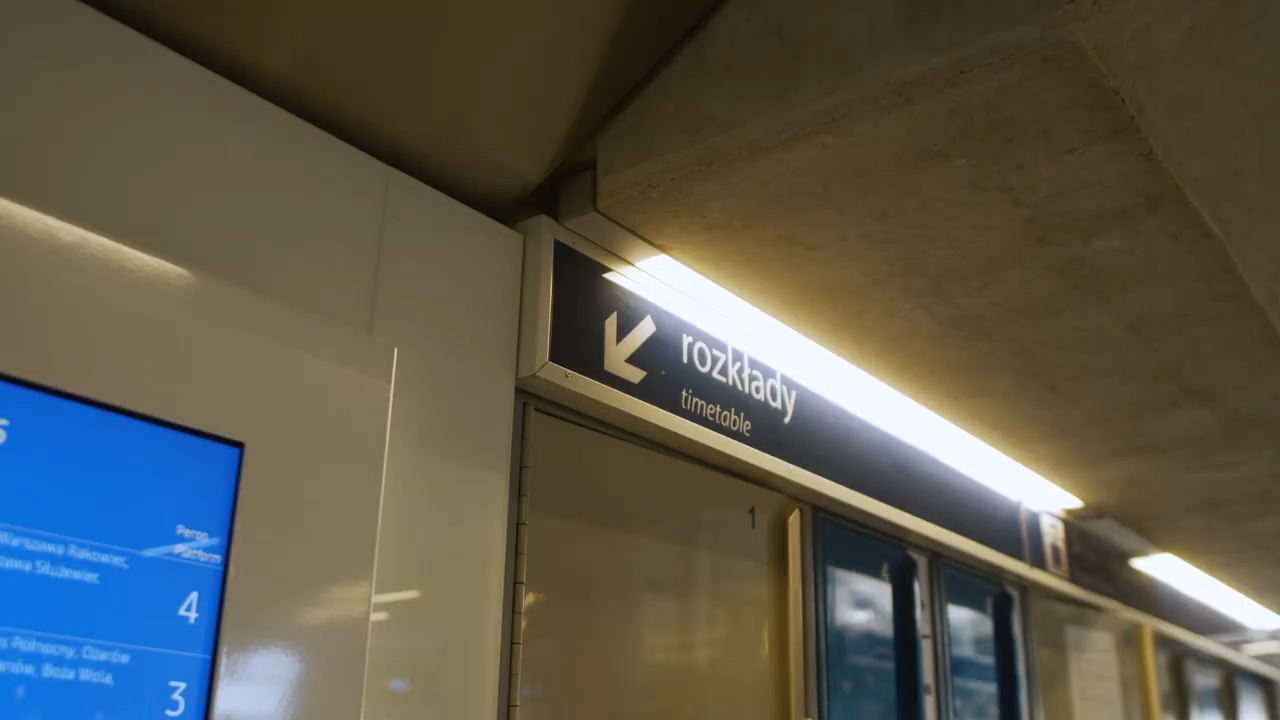 rozkłady
timetable
1
Peron
Platform
Warszawa Rakowiec,
Służewiec
4
Północny, Ożarów
Boża Wola,
3